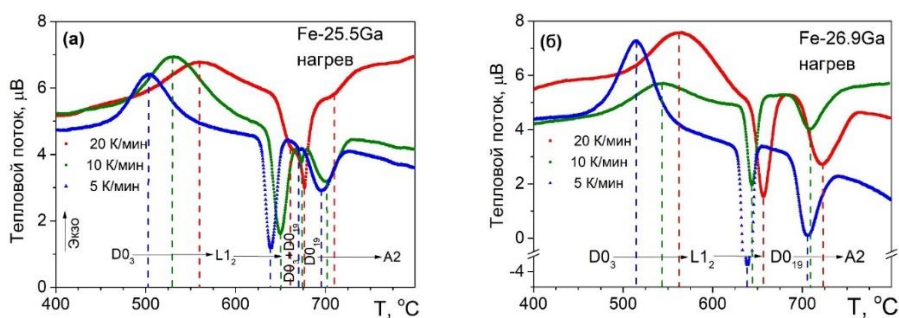 (а)
Fe-25.5Ga
нагрев
Тепловой поток, μВ
8
6
4
2
0
20 К/мин
10 К/мин
5 К/мин
Экзо
D0₃
L1₂
D0₃+D0₁₉
D0₁₉
A2
400 500 600 700
T, °C
(б)
Fe-26.9Ga
нагрев
Тепловой поток, μВ
8
6
4
2
0
-4
20 К/мин
10 К/мин
5 К/мин
D0₃
L1₂
D0₁₉
A2
400 500 600 700
T, °C